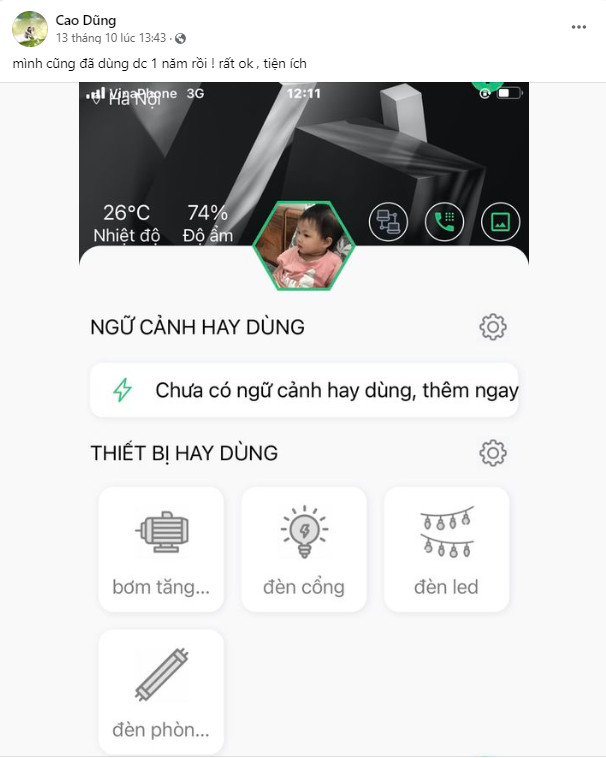 Cao Dũng
13 tháng 10 lúc 13:43 ·
mình cũng đã dùng dc 1 năm rồi ! rất ok , tiện ích
VinaPhone 3G
12:11
Hà Nội
26°C 74%
Nhiệt độ Độ ẩm
NGỮ CẢNH HAY DÙNG
Chưa có ngữ cảnh hay dùng, thêm ngay
THIẾT BỊ HAY DÙNG
bơm tăng... đèn cổng đèn led
đèn phòn...